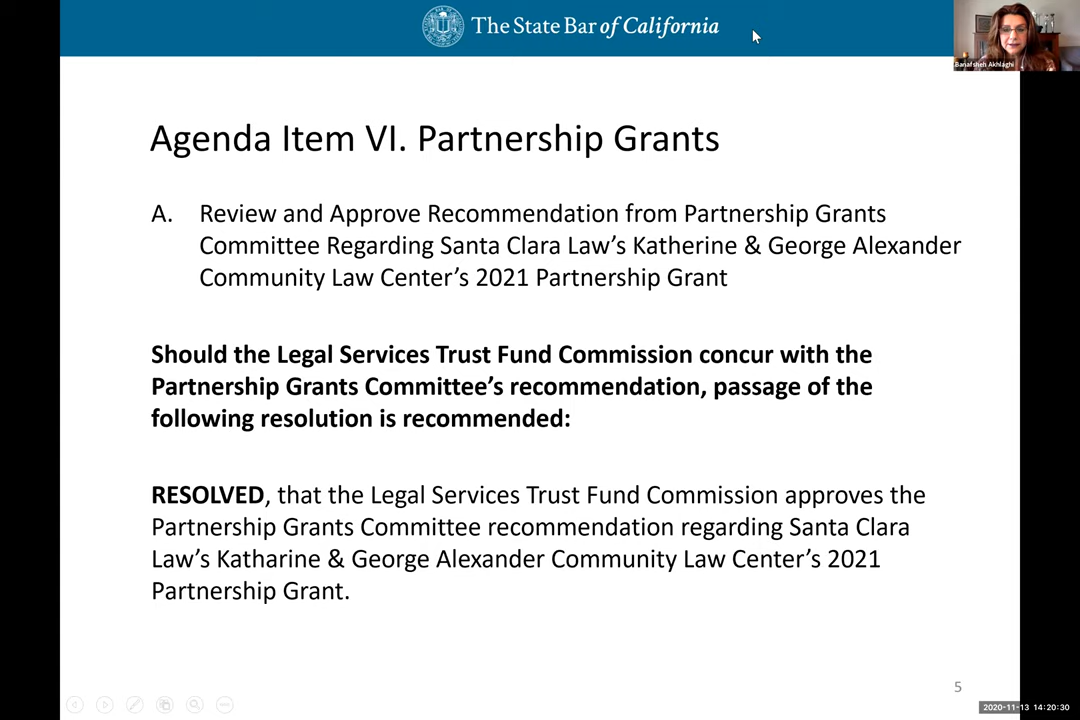 The State Bar of California
Banafsheh Akhlaghi
Agenda Item VI. Partnership Grants
A. Review and Approve Recommendation from Partnership Grants
Committee Regarding Santa Clara Law’s Katherine & George Alexander
Community Law Center’s 2021 Partnership Grant
Should the Legal Services Trust Fund Commission concur with the
Partnership Grants Committee’s recommendation, passage of the
following resolution is recommended:
RESOLVED, that the Legal Services Trust Fund Commission approves the
Partnership Grants Committee recommendation regarding Santa Clara
Law’s Katharine & George Alexander Community Law Center’s 2021
Partnership Grant.
5
2020-11-13 14:20:30